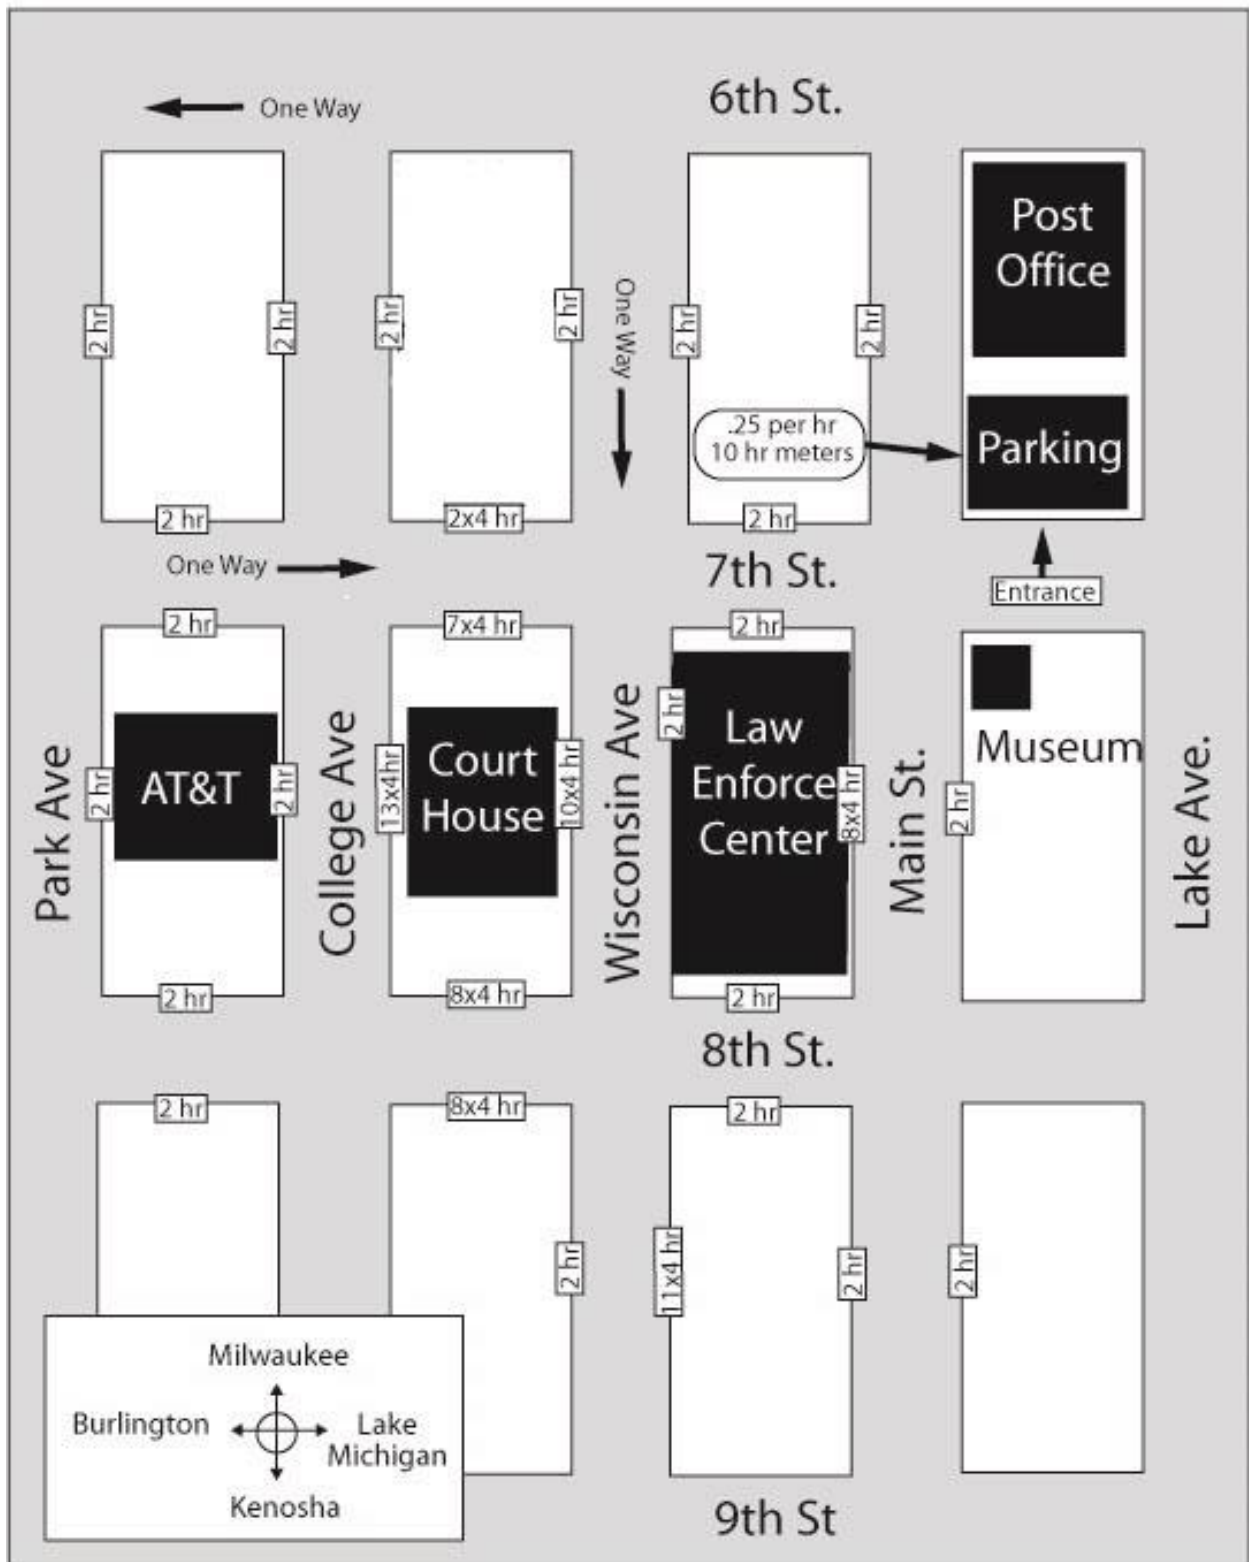 6th St.
One Way
Post
Office
One Way
2 hr
2 hr
2 hr
2 hr
2 hr
2 hr
.25 per hr
10 hr meters
Parking
2 hr
2x4 hr
2 hr
One Way
7th St.
Entrance
2 hr
7x4 hr
2 hr
Park Ave
2 hr
AT&T
2 hr
College Ave
13x4hr
Court
House
10x4 hr
Wisconsin Ave
2 hr
Law
Enforce
Center
8x4 hr
Main St.
2 hr
Museum
Lake Ave.
2 hr
8x4 hr
2 hr
8th St.
2 hr
8x4 hr
2 hr
2 hr
11x4 hr
2 hr
2 hr
Milwaukee
Burlington
Lake
Michigan
Kenosha
9th St